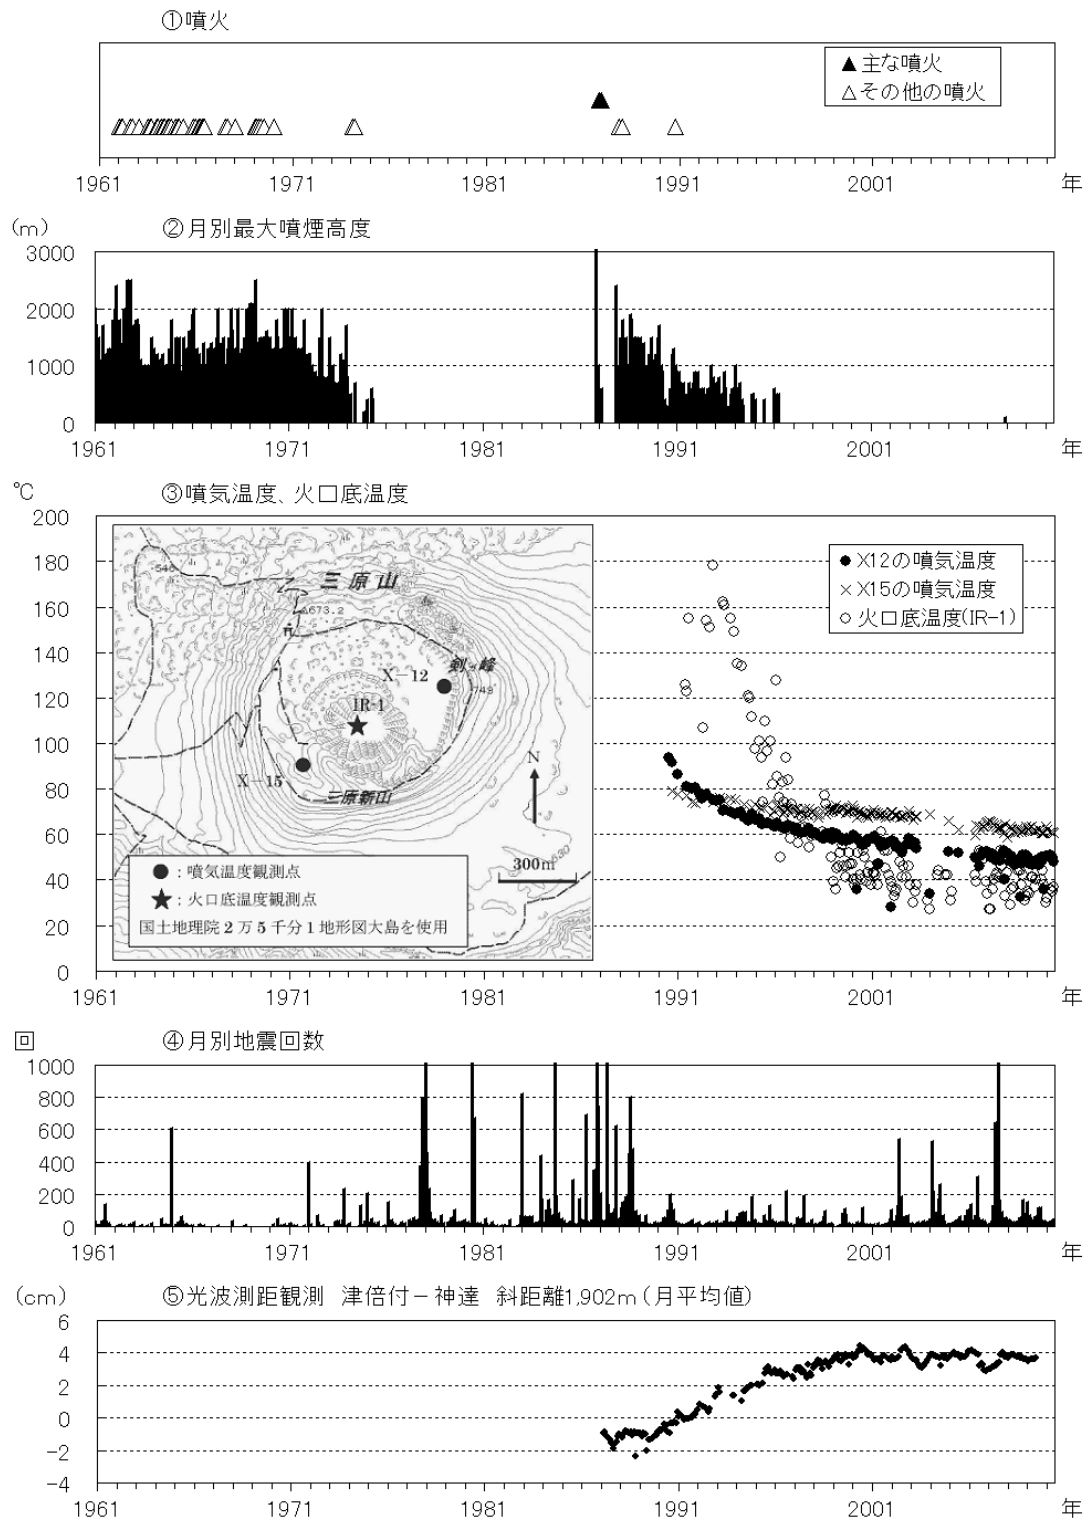 ①噴火
▲主な噴火
△その他の噴火
1961 1971 1981 1991 2001 年
(m) ②月別最大噴煙高度
3000
2000
1000
0
1961 1971 1981 1991 2001 年
℃ ③噴気温度、火口底温度
200
180
160
140
120
100
80
60
40
20
0
●X12の噴気温度
×X15の噴気温度
○火口底温度(IR-1)
三原山
546
673.2
剣ヶ峰
749
X-12
IR-1
X-15
三原新山
N
300m
●:噴気温度観測点
★:火口底温度観測点
国土地理院2万5千分1地形図大島を使用
1961 1971 1981 1991 2001 年
回 ④月別地震回数
1000
800
600
400
200
0
1961 1971 1981 1991 2001 年
(cm) ⑤光波測距観測 津倍付-神達 斜距離1,902m(月平均値)
6
4
2
0
-2
-4
1961 1971 1981 1991 2001 年